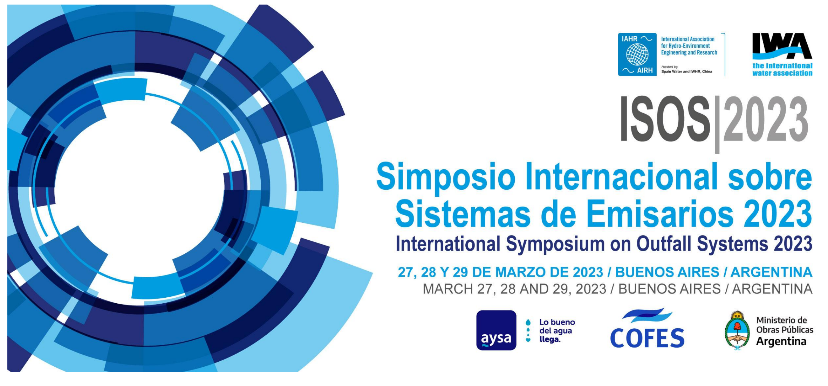 IAHR
AIRH
International Association
for Hydro-Environment
Engineering and Research
Hosted by
Spain Water and IWHR, China
IWA
the international
water association
ISOS|2023
Simposio Internacional sobre
Sistemas de Emisarios 2023
International Symposium on Outfall Systems 2023
27, 28 Y 29 DE MARZO DE 2023 / BUENOS AIRES / ARGENTINA
MARCH 27, 28 AND 29, 2023 / BUENOS AIRES / ARGENTINA
aysa
Lo bueno
del agua
llega.
COFES
Ministerio de
Obras Públicas
Argentina